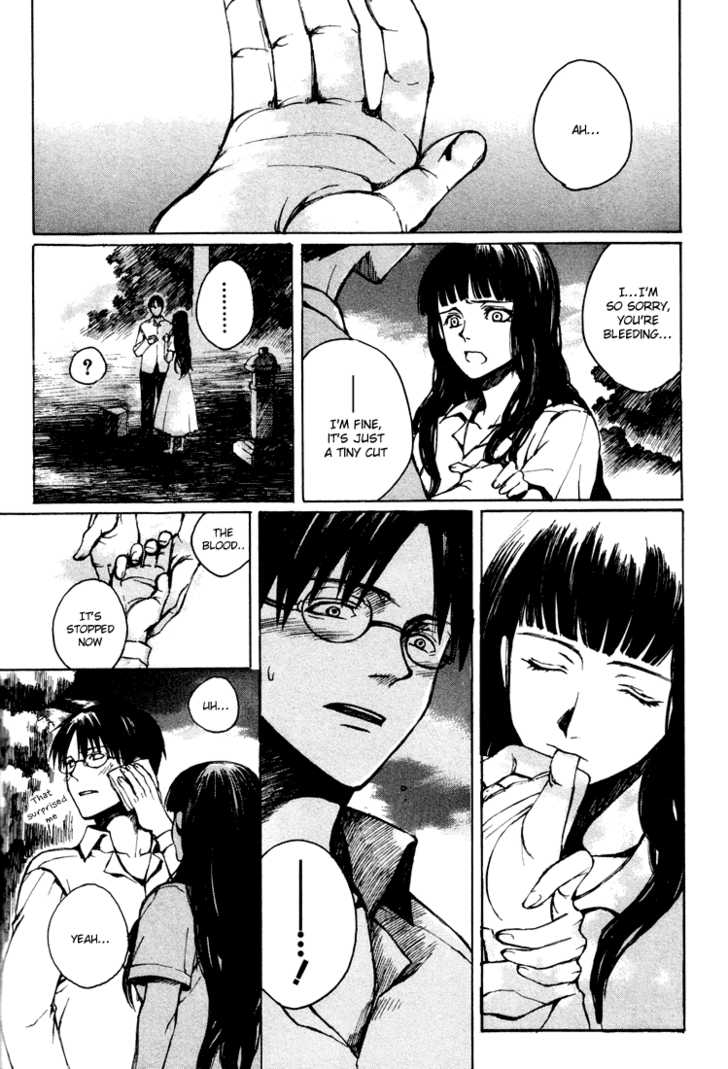 AH...
I...I'M
SO SORRY,
YOU'RE
BLEEDING...
I'M FINE,
IT'S JUST
A TINY CUT
........
?
THE
BLOOD..
IT'S
STOPPED
NOW
....!
UH...
That
surprised
me
YEAH...